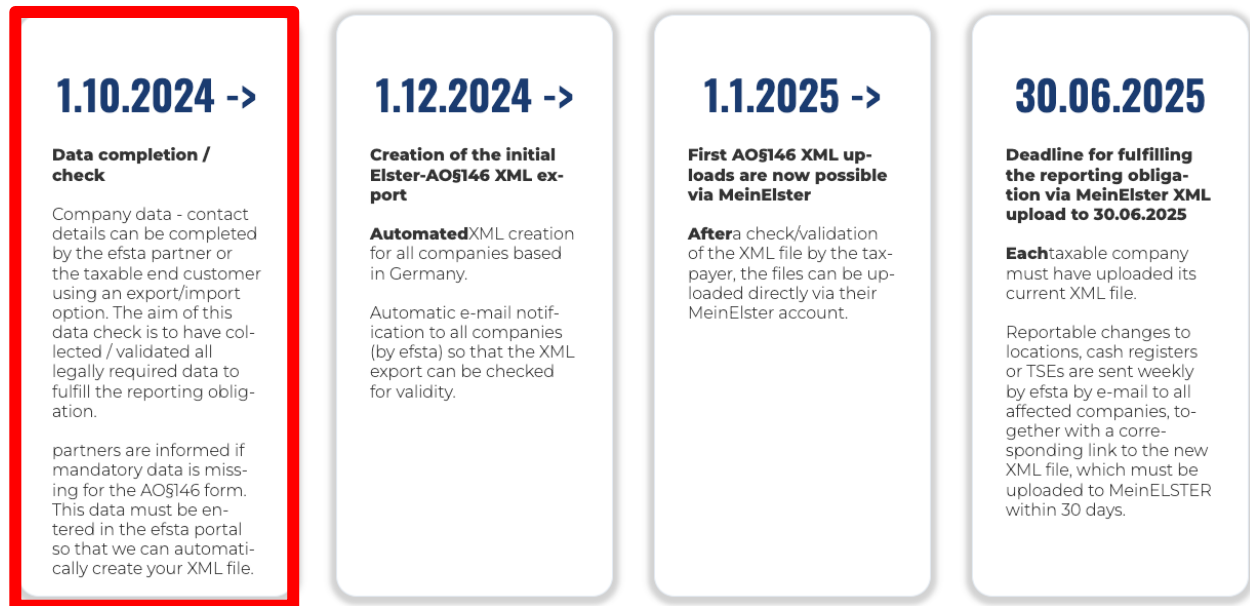 1.10.2024 ->
Data completion /
check
Company data - contact
details can be completed
by the efsta partner or
the taxable end customer
using an export/import
option. The aim of this
data check is to have col-
lected / validated all
legally required data to
fulfill the reporting oblig-
ation.
partners are informed if
mandatory data is miss-
ing for the AO§146 form.
This data must be en-
tered in the efsta portal
so that we can automati-
cally create your XML file.
1.12.2024 ->
Creation of the initial
Elster-AO§146 XML ex-
port
AutomatedXML creation
for all companies based
in Germany.
Automatic e-mail notif-
ication to all companies
(by efsta) so that the XML
export can be checked
for validity.
1.1.2025 ->
First AO§146 XML up-
loads are now possible
via MeinElster
Aftera check/validation
of the XML file by the tax-
payer, the files can be up-
loaded directly via their
MeinElster account.
30.06.2025
Deadline for fulfilling
the reporting obliga-
tion via MeinElster XML
upload to 30.06.2025
Eachtaxable company
must have uploaded its
current XML file.
Reportable changes to
locations, cash registers
or TSEs are sent weekly
by efsta by e-mail to all
affected companies, to-
gether with a corre-
sponding link to the new
XML file, which must be
uploaded to MeinELSTER
within 30 days.